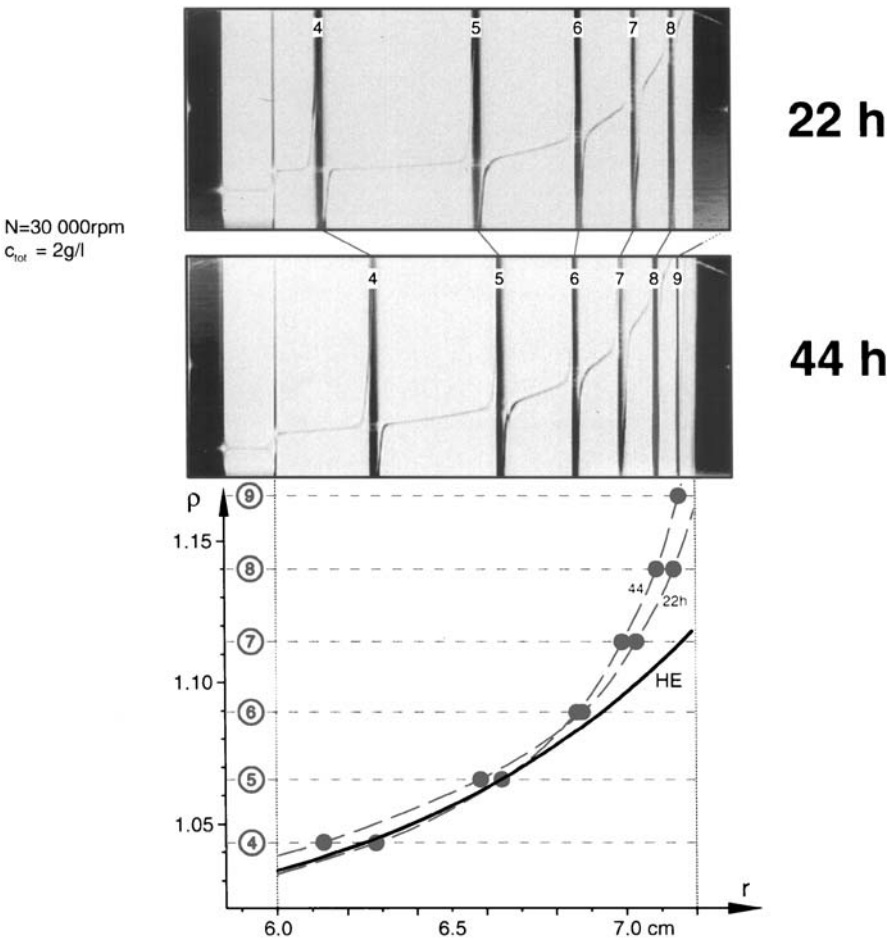 4 5 6 7 8
22 h
N=30 000rpm
c_tot = 2g/l
4 5 6 7 8 9
44 h
ρ
9
1.15
8
44
22h
7
1.10
HE
6
5
1.05
4
r
6.0 6.5 7.0 cm